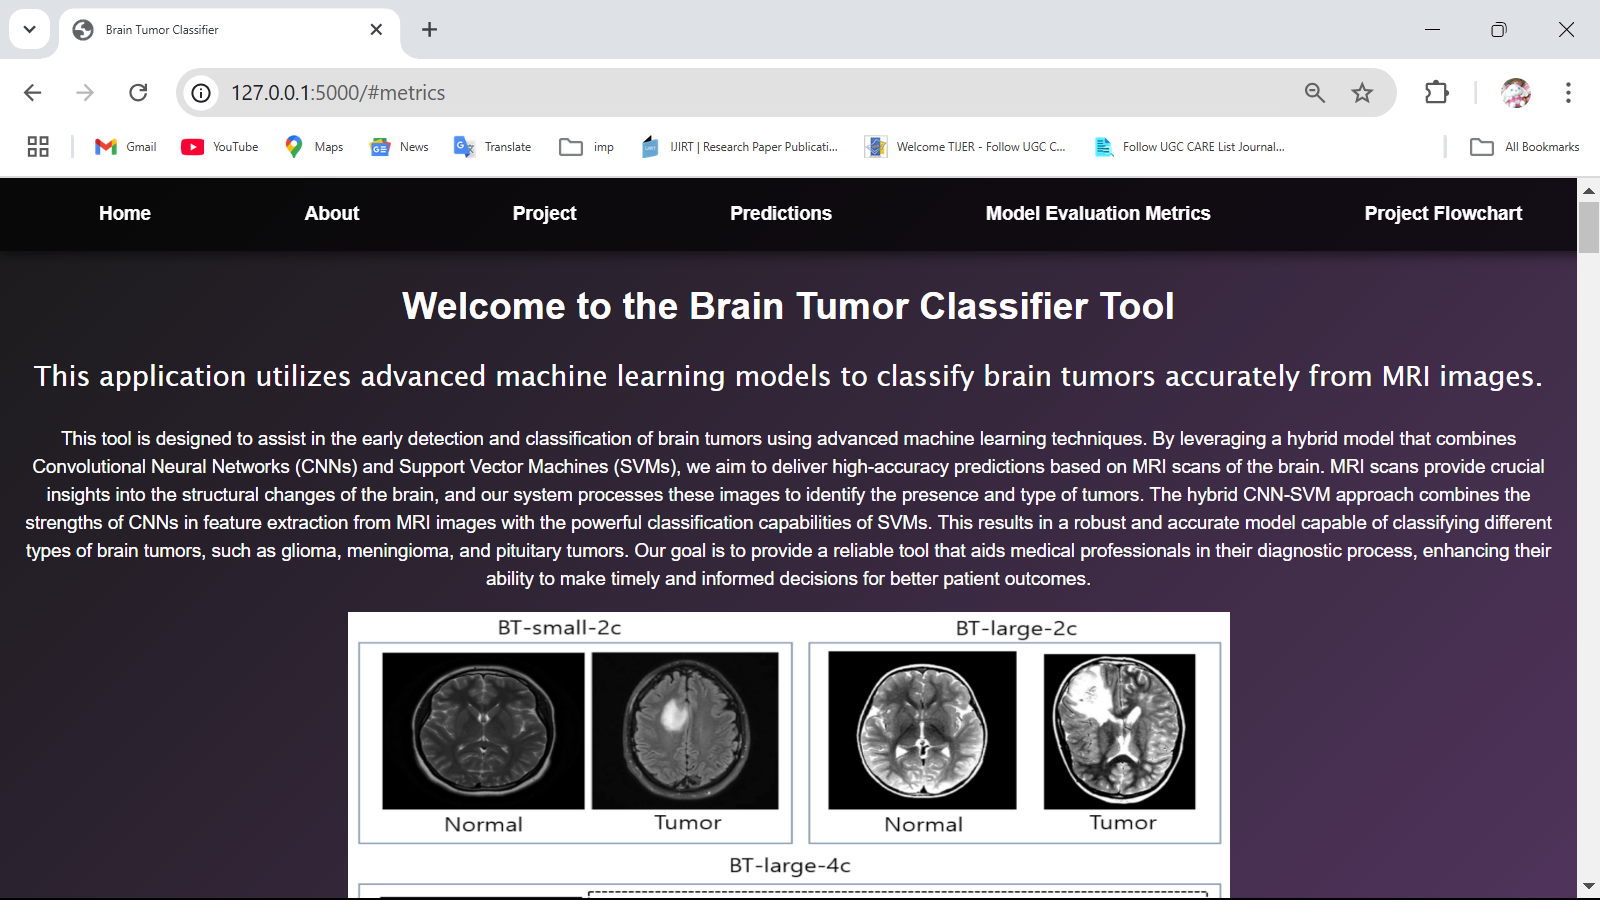 Brain Tumor Classifier
127.0.0.1:5000/#metrics
Gmail YouTube Maps News Translate imp IJIRT | Research Paper Publicati... Welcome TIJER - Follow UGC C... Follow UGC CARE List Journal... All Bookmarks
Home About Project Predictions Model Evaluation Metrics Project Flowchart
Welcome to the Brain Tumor Classifier Tool
This application utilizes advanced machine learning models to classify brain tumors accurately from MRI images.
This tool is designed to assist in the early detection and classification of brain tumors using advanced machine learning techniques. By leveraging a hybrid model that combines
Convolutional Neural Networks (CNNs) and Support Vector Machines (SVMs), we aim to deliver high-accuracy predictions based on MRI scans of the brain. MRI scans provide crucial
insights into the structural changes of the brain, and our system processes these images to identify the presence and type of tumors. The hybrid CNN-SVM approach combines the
strengths of CNNs in feature extraction from MRI images with the powerful classification capabilities of SVMs. This results in a robust and accurate model capable of classifying different
types of brain tumors, such as glioma, meningioma, and pituitary tumors. Our goal is to provide a reliable tool that aids medical professionals in their diagnostic process, enhancing their
ability to make timely and informed decisions for better patient outcomes.
BT-small-2c BT-large-2c
Normal Tumor Normal Tumor
BT-large-4c